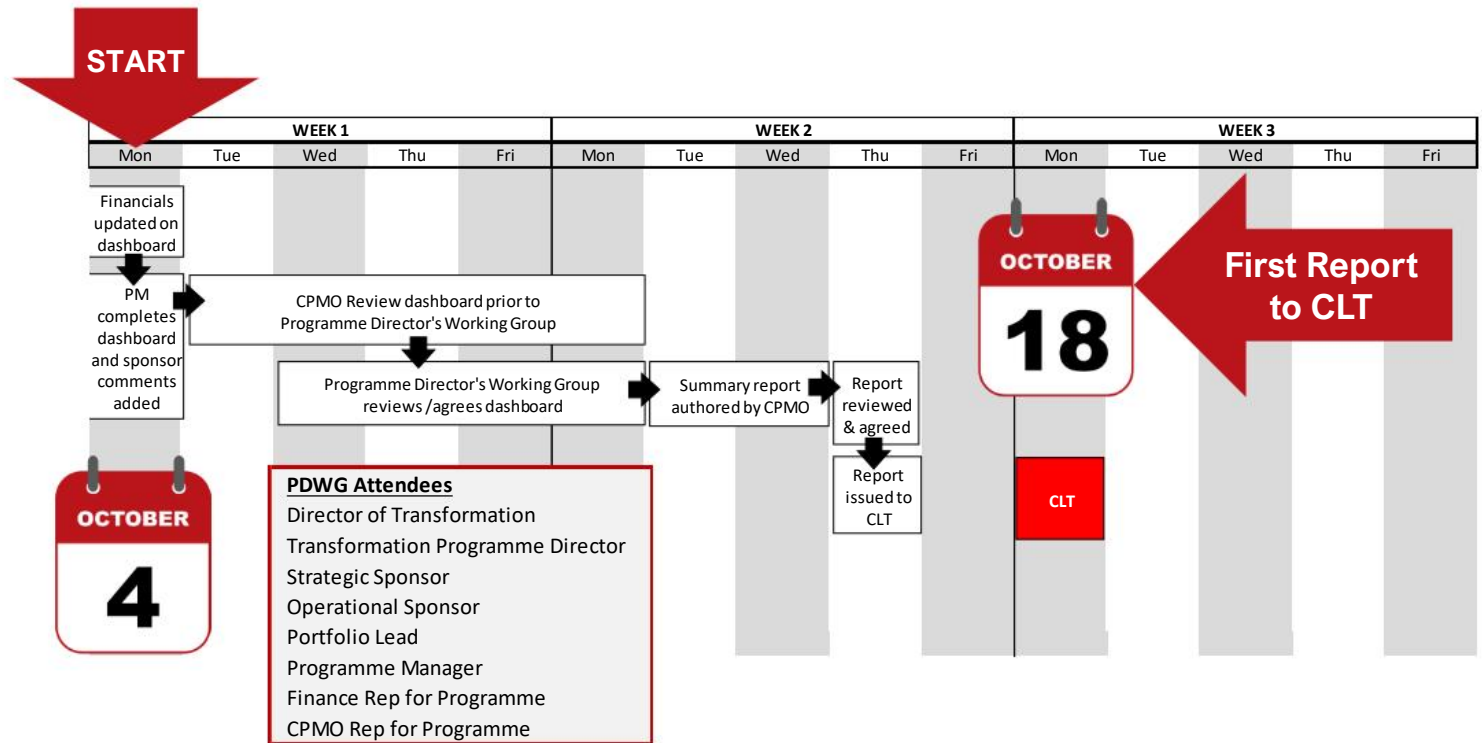 START
WEEK 1
WEEK 2
WEEK 3
Mon Tue Wed Thu Fri Mon Tue Wed Thu Fri Mon Tue Wed Thu Fri
Financials
updated on
dashboard
PM
completes
dashboard
and sponsor
comments
added
CPMO Review dashboard prior to
Programme Director's Working Group
Programme Director's Working Group
reviews /agrees dashboard
Summary report
authored by CPMO
Report
reviewed
& agreed
Report
issued to
CLT
OCTOBER
18
First Report
to CLT
CLT
OCTOBER
4
PDWG Attendees
Director of Transformation
Transformation Programme Director
Strategic Sponsor
Operational Sponsor
Portfolio Lead
Programme Manager
Finance Rep for Programme
CPMO Rep for Programme